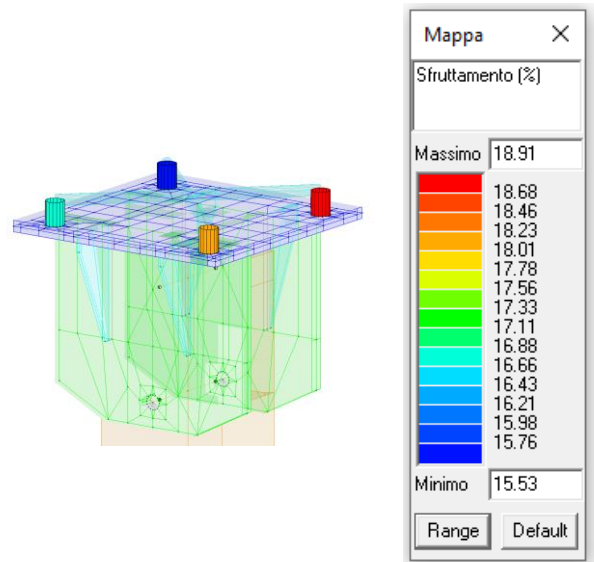 Mappa
Sfruttamento (%)
Massimo 18.91
18.68
18.46
18.23
18.01
17.78
17.56
17.33
17.11
16.88
16.66
16.43
16.21
15.98
15.76
Minimo 15.53
Range Default